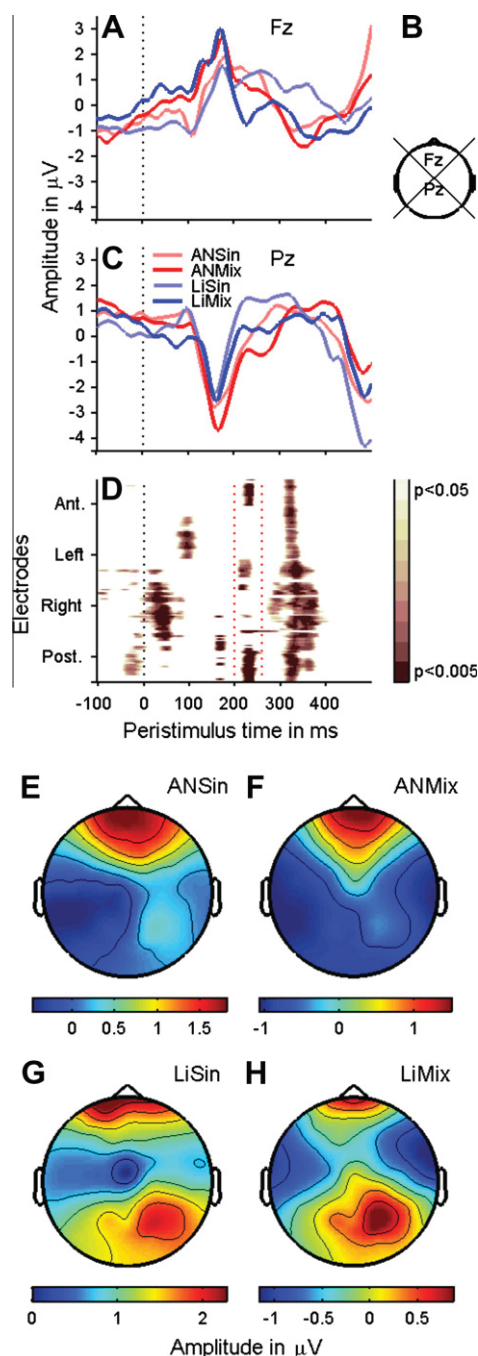 A
Fz
B
3
2
1
0
-1
-2
-3
-4
Amplitude in µV
Fz
Pz
C
Pz
ANSin
ANMix
LiSin
LiMix
3
2
1
0
-1
-2
-3
-4
D
Ant.
Left
Right
Post.
Electrodes
p<0.05
p<0.005
-100 0 100 200 300 400
Peristimulus time in ms
E ANSin
F ANMix
0 0.5 1 1.5
-1 0 1
G LiSin
H LiMix
0 1 2
-1 -0.5 0 0.5
Amplitude in µV